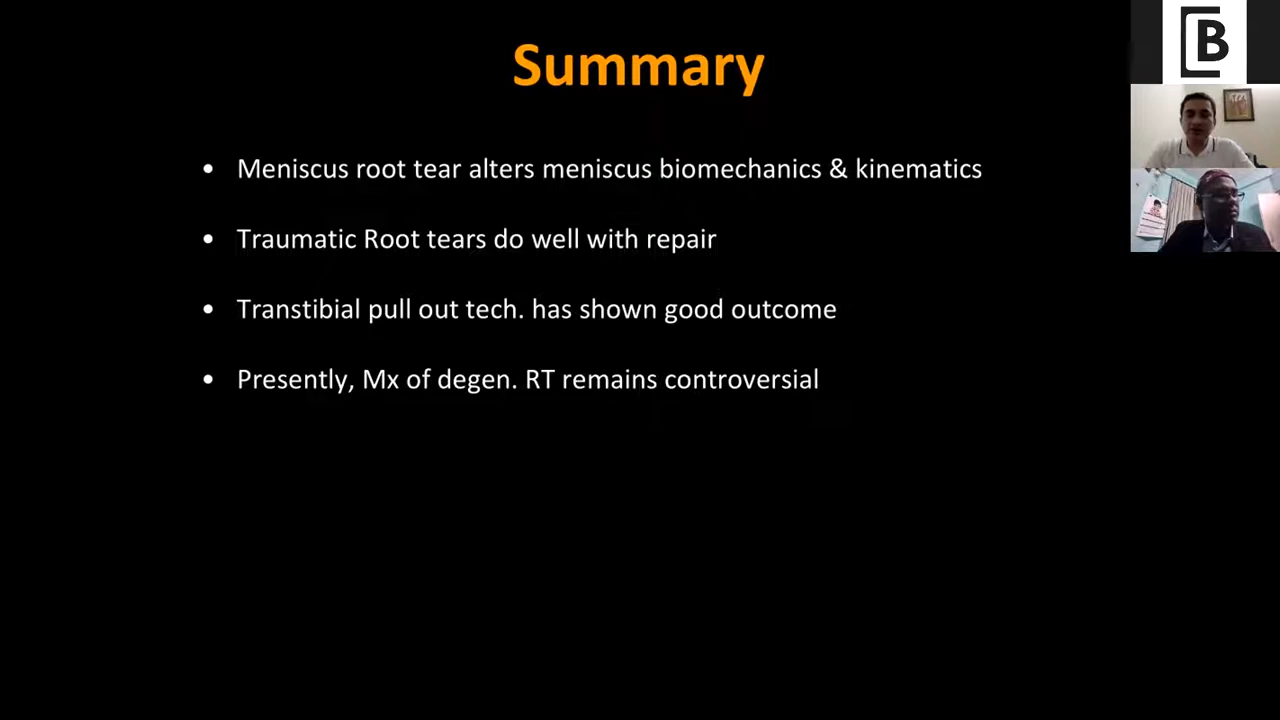 Summary
• Meniscus root tear alters meniscus biomechanics & kinematics
• Traumatic Root tears do well with repair
• Transtibial pull out tech. has shown good outcome
• Presently, Mx of degen. RT remains controversial
B